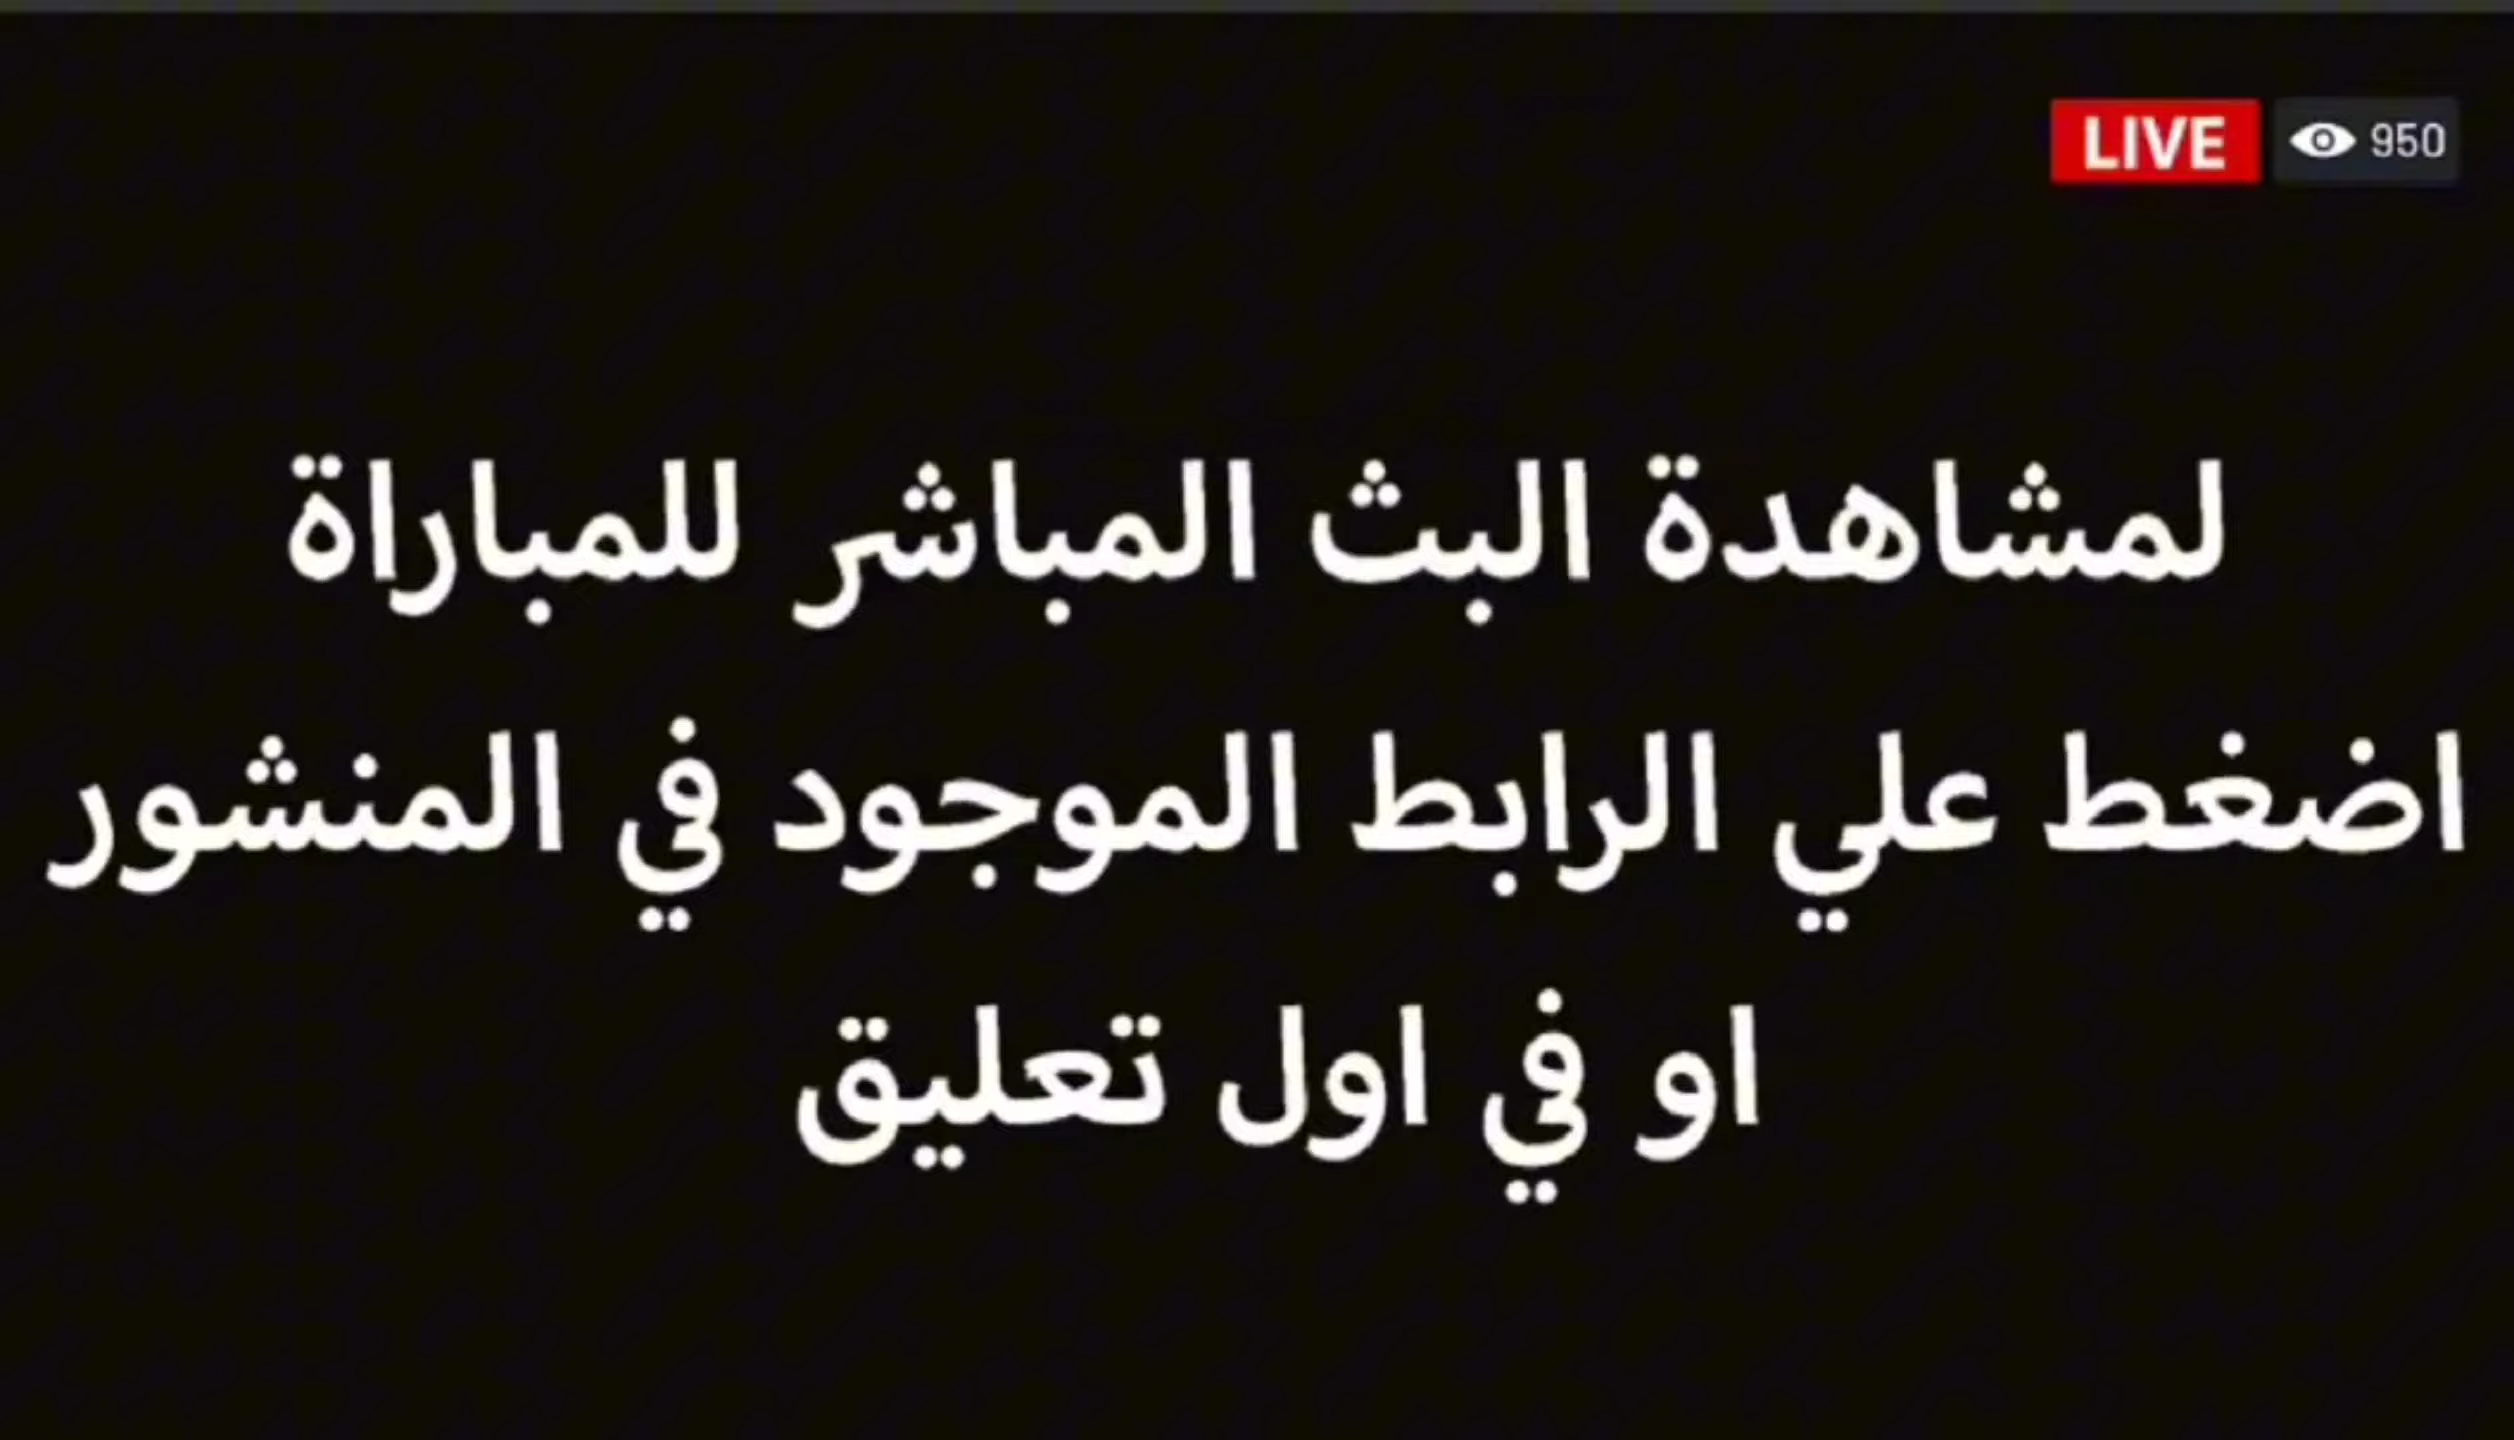 LIVE 950
لمشاهدة البث المباشر للمباراة
اضغط علي الرابط الموجود في المنشور
او في اول تعليق